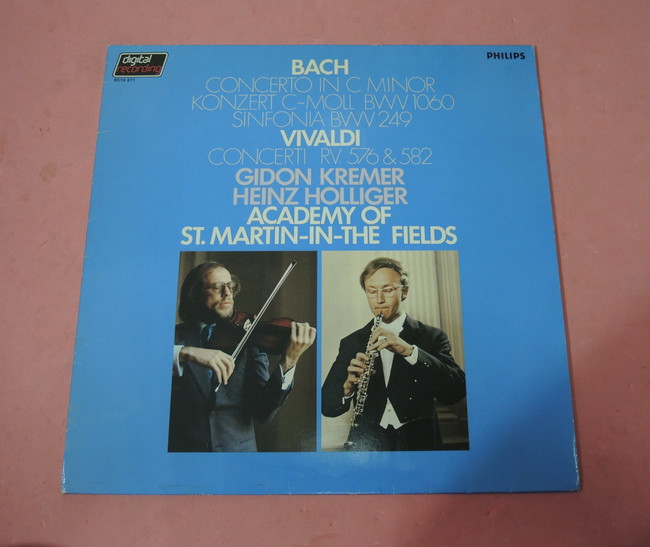 digital
recording
PHILIPS
BACH
CONCERTO IN C MINOR
KONZERT C-MOLL BWV 1060
SINFONIA BWV 249
VIVALDI
CONCERTI RV. 576 & 582
GIDON KREMER
HEINZ HOLLIGER
ACADEMY OF
ST. MARTIN-IN-THE FIELDS